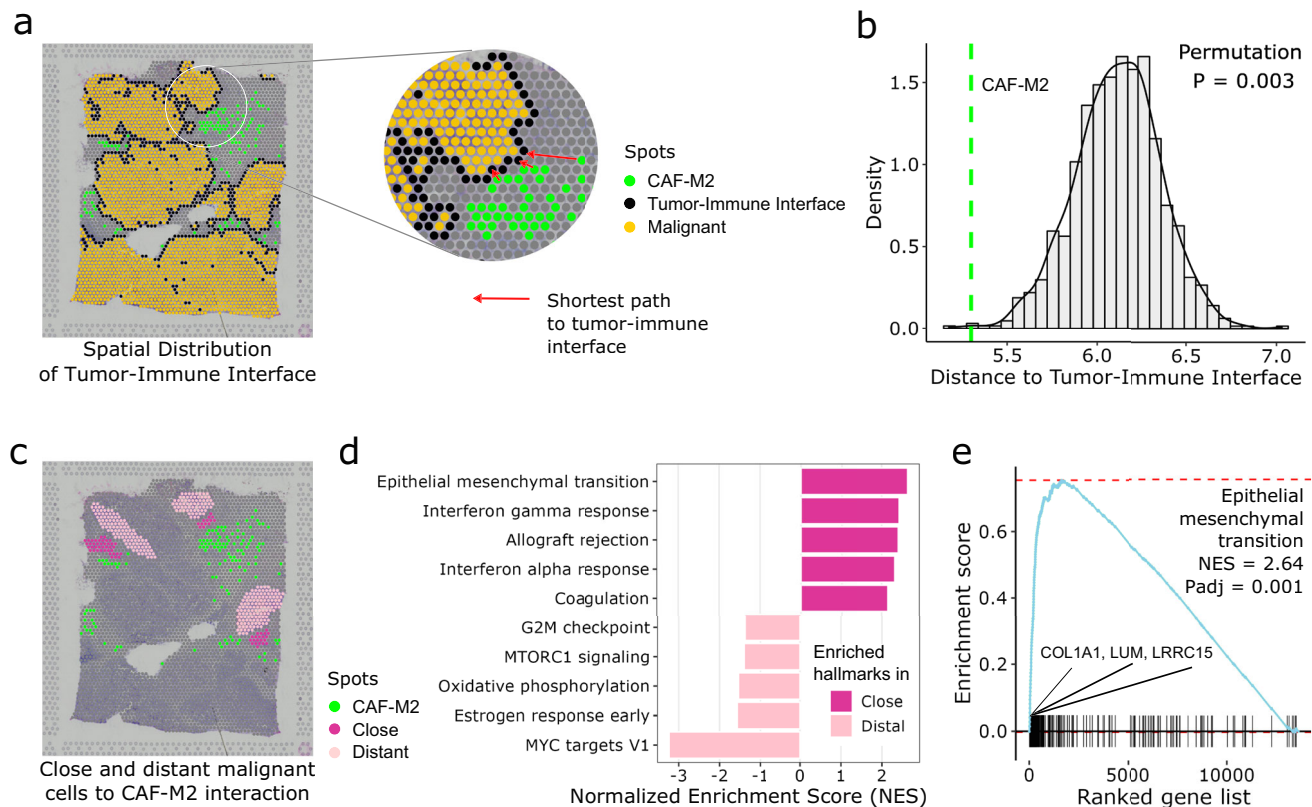 a
Spatial Distribution
of Tumor-Immune Interface
Spots
CAF-M2
Tumor-Immune Interface
Malignant
Shortest path
to tumor-immune
interface
b
Permutation
P = 0.003
CAF-M2
Density
1.5
1.0
0.5
0.0
5.5 6.0 6.5 7.0
Distance to Tumor-Immune Interface
c
Spots
CAF-M2
Close
Distant
Close and distant malignant
cells to CAF-M2 interaction
d
Epithelial mesenchymal transition
Interferon gamma response
Allograft rejection
Interferon alpha response
Coagulation
G2M checkpoint
MTORC1 signaling
Oxidative phosphorylation
Estrogen response early
MYC targets V1
Enriched
hallmarks in
Close
Distal
-3 -2 -1 0 1 2
Normalized Enrichment Score (NES)
e
Epithelial
mesenchymal
transition
NES = 2.64
Padj = 0.001
COL1A1, LUM, LRRC15
Enrichment score
0.6
0.4
0.2
0.0
0 5000 10000
Ranked gene list